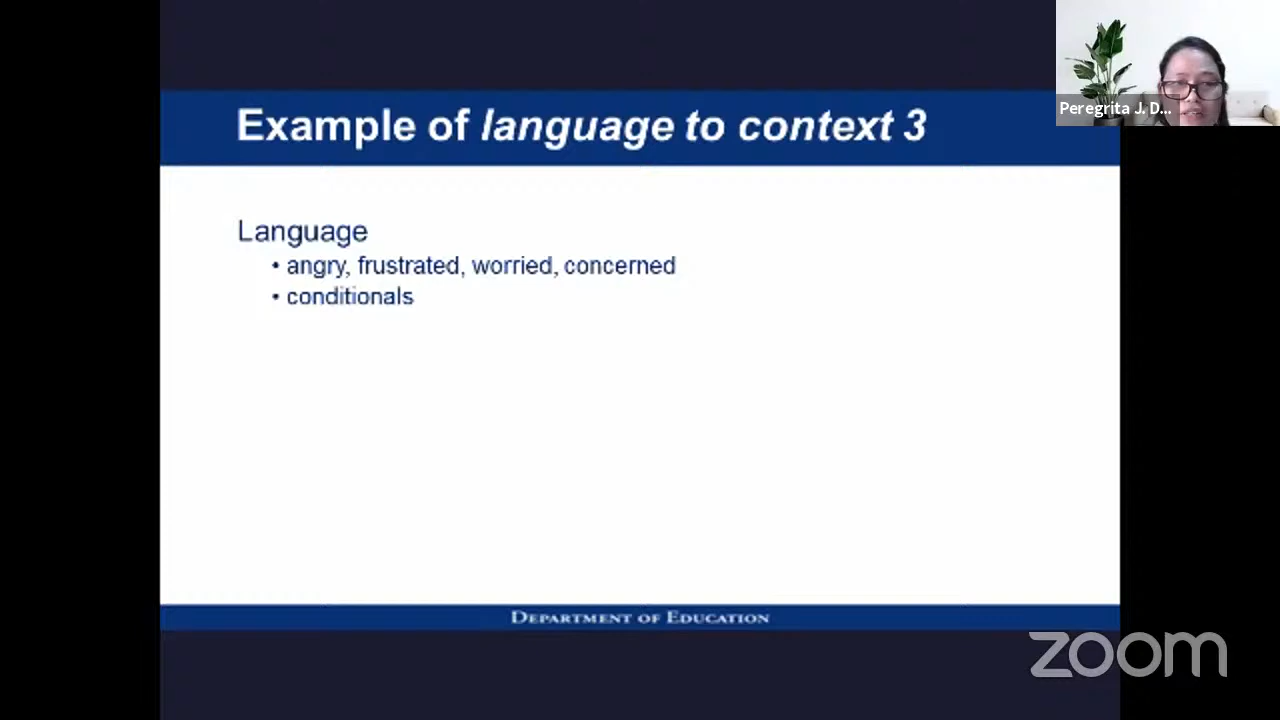 Example of language to context 3
Peregrita J. D...
Language
• angry, frustrated, worried, concerned
• conditionals
DEPARTMENT OF EDUCATION
zoom